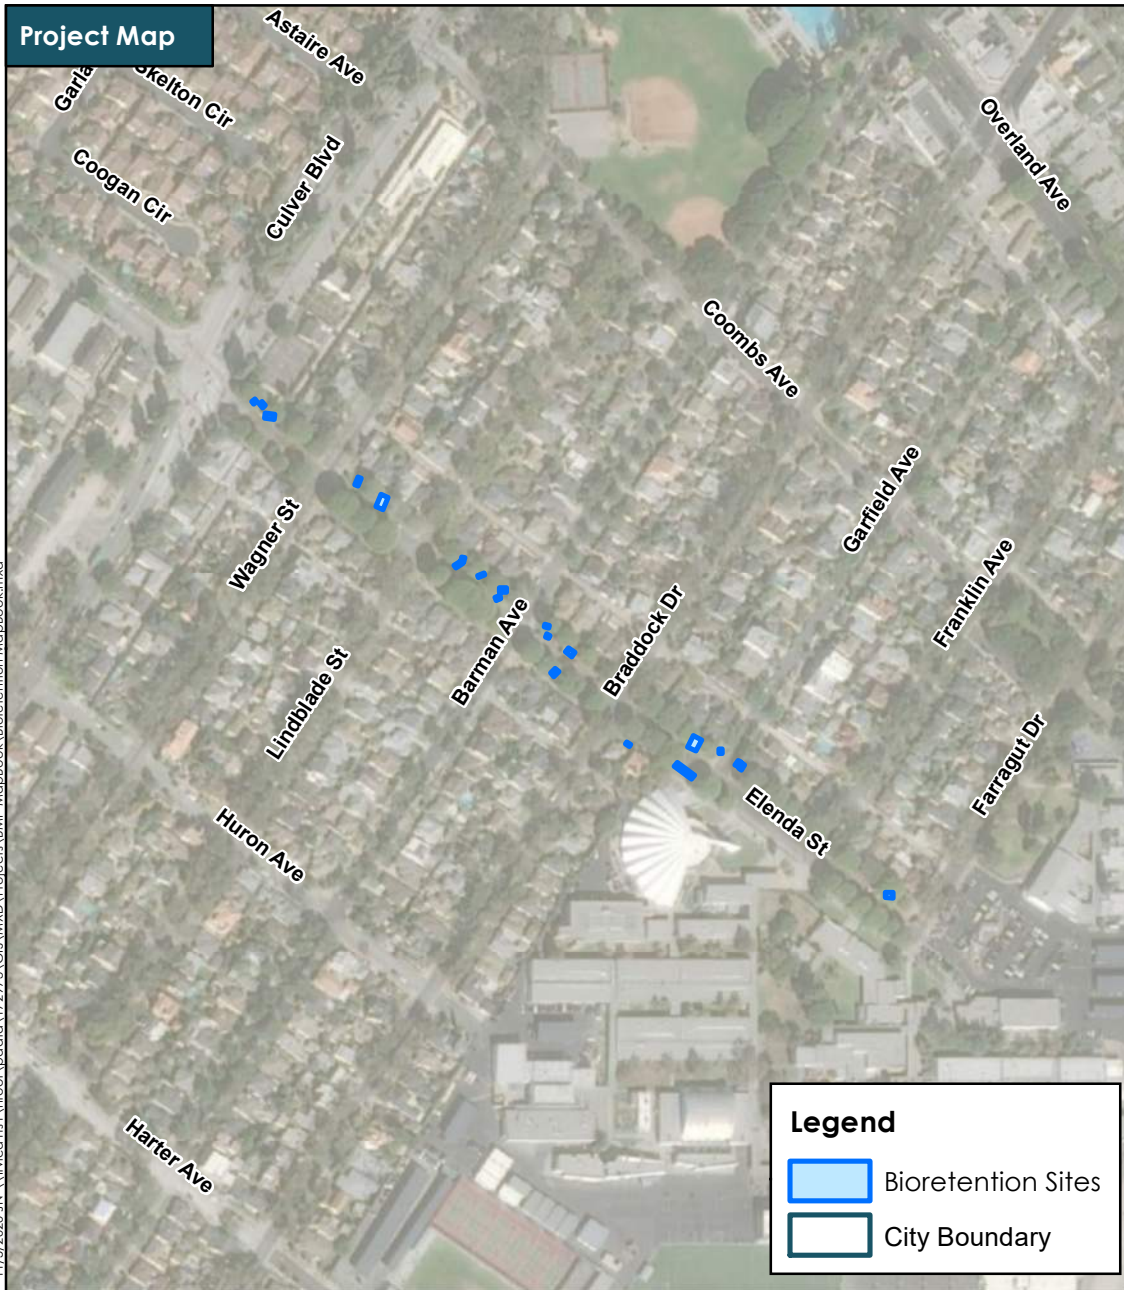 Project Map
Astaire Ave
Skelton Cir
Coogan Cir
Culver Blvd
Overland Ave
Coombs Ave
Garfield Ave
Franklin Ave
Wagner St
Braddock Dr
Barman Ave
Lindblade St
Farragut Dr
Elenda St
Huron Ave
Harter Ave
Legend
Bioretention Sites
City Boundary